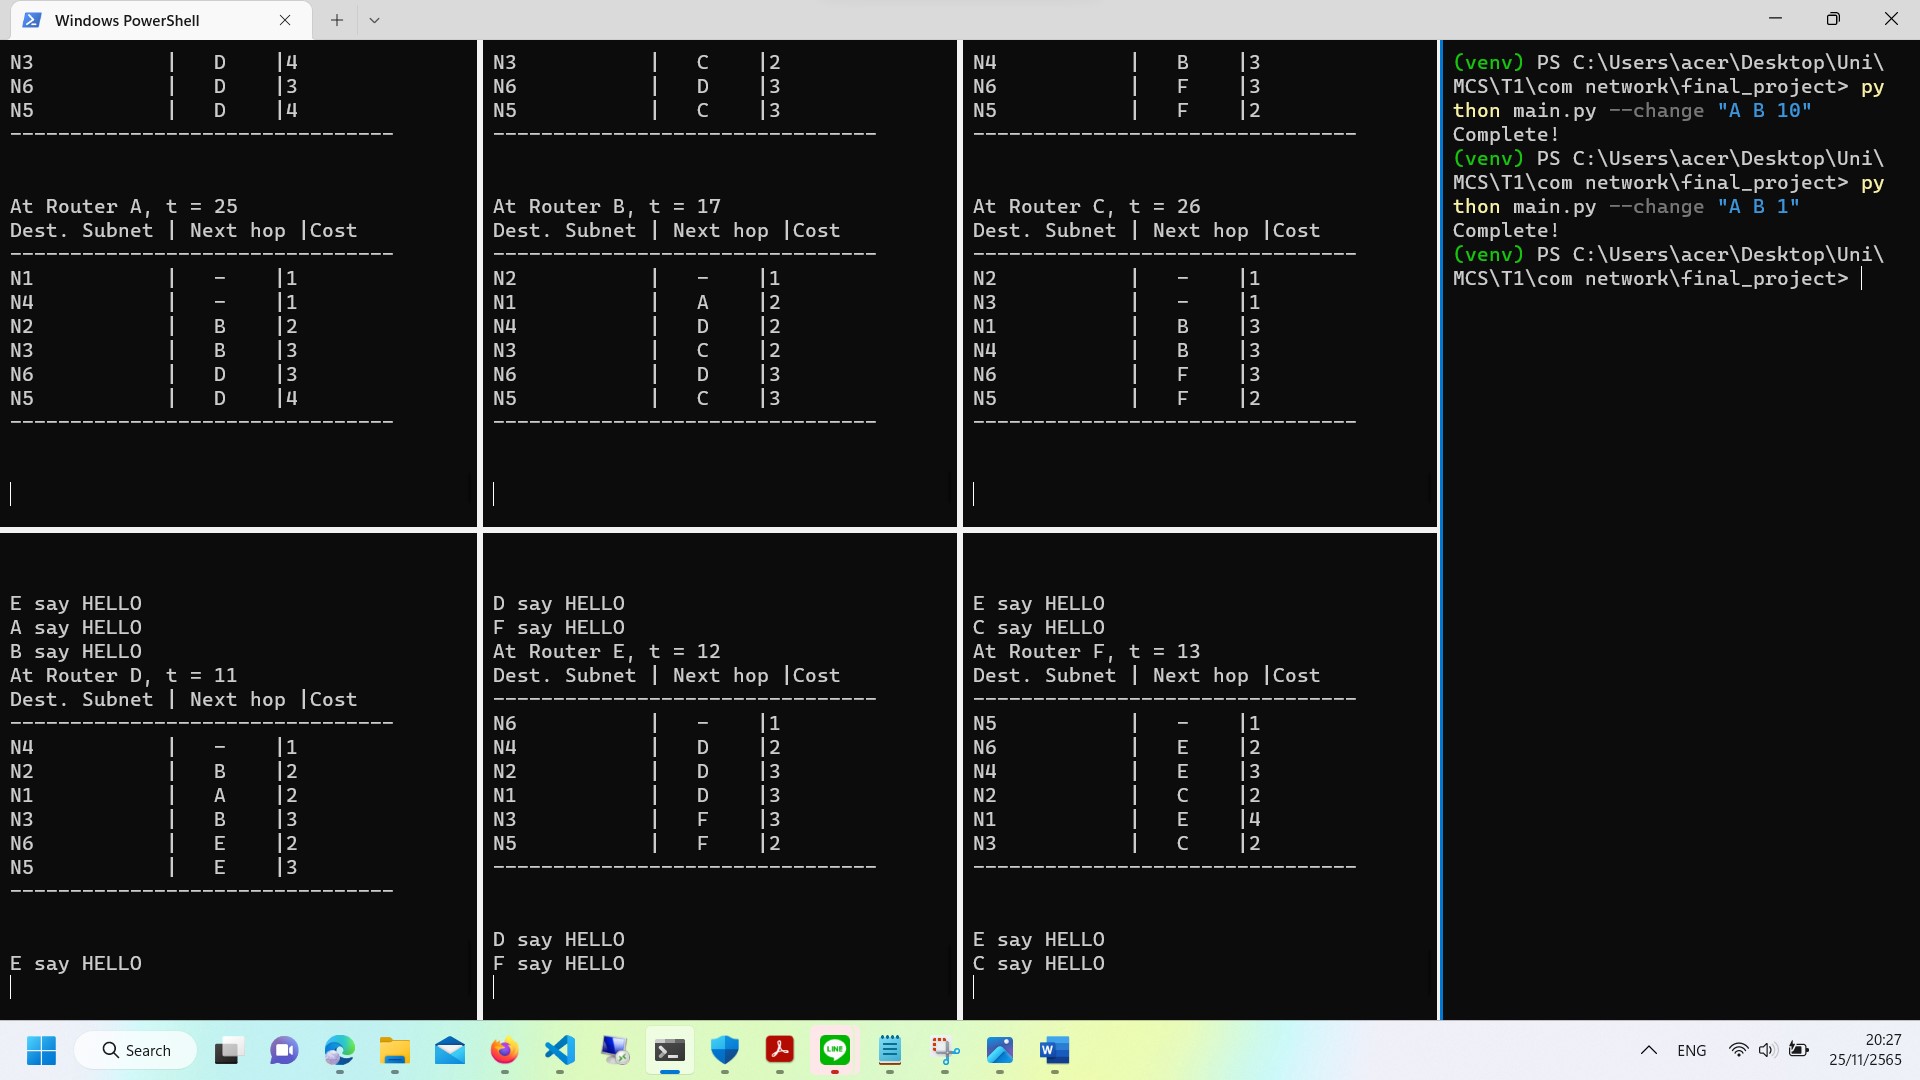 Windows PowerShell
N3 | D |4
N6 | D |3
N5 | D |4
--------------------------------
At Router A, t = 25
Dest. Subnet | Next hop |Cost
--------------------------------
N1 | - |1
N4 | - |1
N2 | B |2
N3 | B |3
N6 | D |3
N5 | D |4
--------------------------------
N3 | C |2
N6 | D |3
N5 | C |3
--------------------------------
At Router B, t = 17
Dest. Subnet | Next hop |Cost
--------------------------------
N2 | - |1
N1 | A |2
N4 | D |2
N3 | C |2
N6 | D |3
N5 | C |3
--------------------------------
N4 | B |3
N6 | F |3
N5 | F |2
--------------------------------
At Router C, t = 26
Dest. Subnet | Next hop |Cost
--------------------------------
N2 | - |1
N3 | - |1
N1 | B |3
N4 | B |3
N6 | F |3
N5 | F |2
--------------------------------
(venv) PS C:\Users\acer\Desktop\Uni\
MCS\T1\com network\final_project> py
thon main.py --change "A B 10"
Complete!
(venv) PS C:\Users\acer\Desktop\Uni\
MCS\T1\com network\final_project> py
thon main.py --change "A B 1"
Complete!
(venv) PS C:\Users\acer\Desktop\Uni\
MCS\T1\com network\final_project>
E say HELLO
A say HELLO
B say HELLO
At Router D, t = 11
Dest. Subnet | Next hop |Cost
--------------------------------
N4 | - |1
N2 | B |2
N1 | A |2
N3 | B |3
N6 | E |2
N5 | E |3
--------------------------------
E say HELLO
D say HELLO
F say HELLO
At Router E, t = 12
Dest. Subnet | Next hop |Cost
--------------------------------
N6 | - |1
N4 | D |2
N2 | D |3
N1 | D |3
N3 | F |3
N5 | F |2
--------------------------------
D say HELLO
F say HELLO
E say HELLO
C say HELLO
At Router F, t = 13
Dest. Subnet | Next hop |Cost
--------------------------------
N5 | - |1
N6 | E |2
N4 | E |3
N2 | C |2
N1 | E |4
N3 | C |2
--------------------------------
E say HELLO
C say HELLO
Search
LINE
W
ENG
20:27
25/11/2565